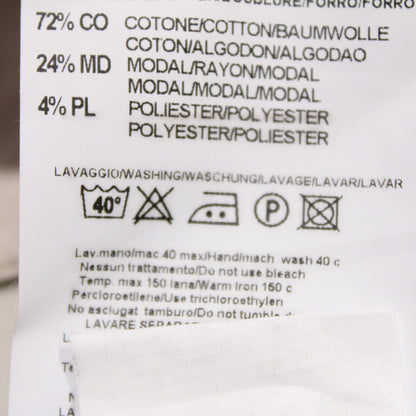 FORRO/FORRO
72% CO COTONE/COTTON/BAUMWOLLE
COTON/ALGODON/ALGODAO
24% MD MODAL/RAYON/MODAL
MODAL/MODAL/MODAL
4% PL POLIESTER/POLYESTER
POLYESTER/POLYESTER
LAVAGGIO/WASHING/WASCHUNG/LAVAGE/LAVAR/LAVAR
40° P
Lav.mano/mac.40 max/Hand/mach wash 40 c
Nessun trattamento/Do not use bleach
Temp. max 150 lana/Warm iron 150 c
Percloroetilene/Use trichloroethylen
No asciugat tamburo/Do not tumble
LAVARE